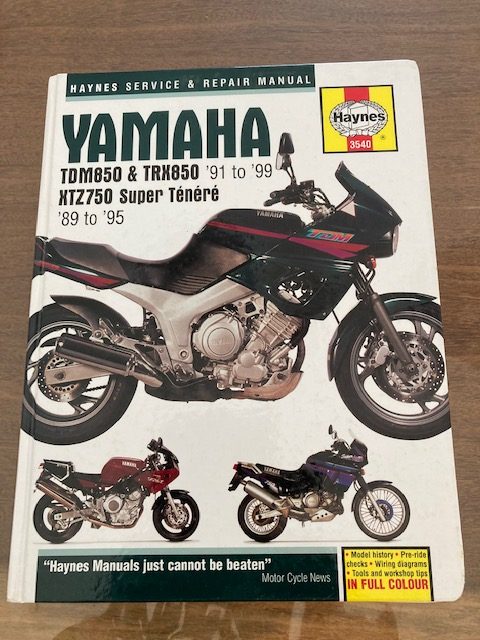 HAYNES SERVICE & REPAIR MANUAL
YAMAHA
Haynes
3540
TDM850 & TRX850 '91 to '99
XTZ750 Super Ténéré
'89 to '95
YAMAHA
TDM
YAMAHA
YAMAHA
"Haynes Manuals just cannot be beaten"
Motor Cycle News
• Model history • Pre-ride
checks • Wiring diagrams
• Tools and workshop tips
IN FULL COLOUR